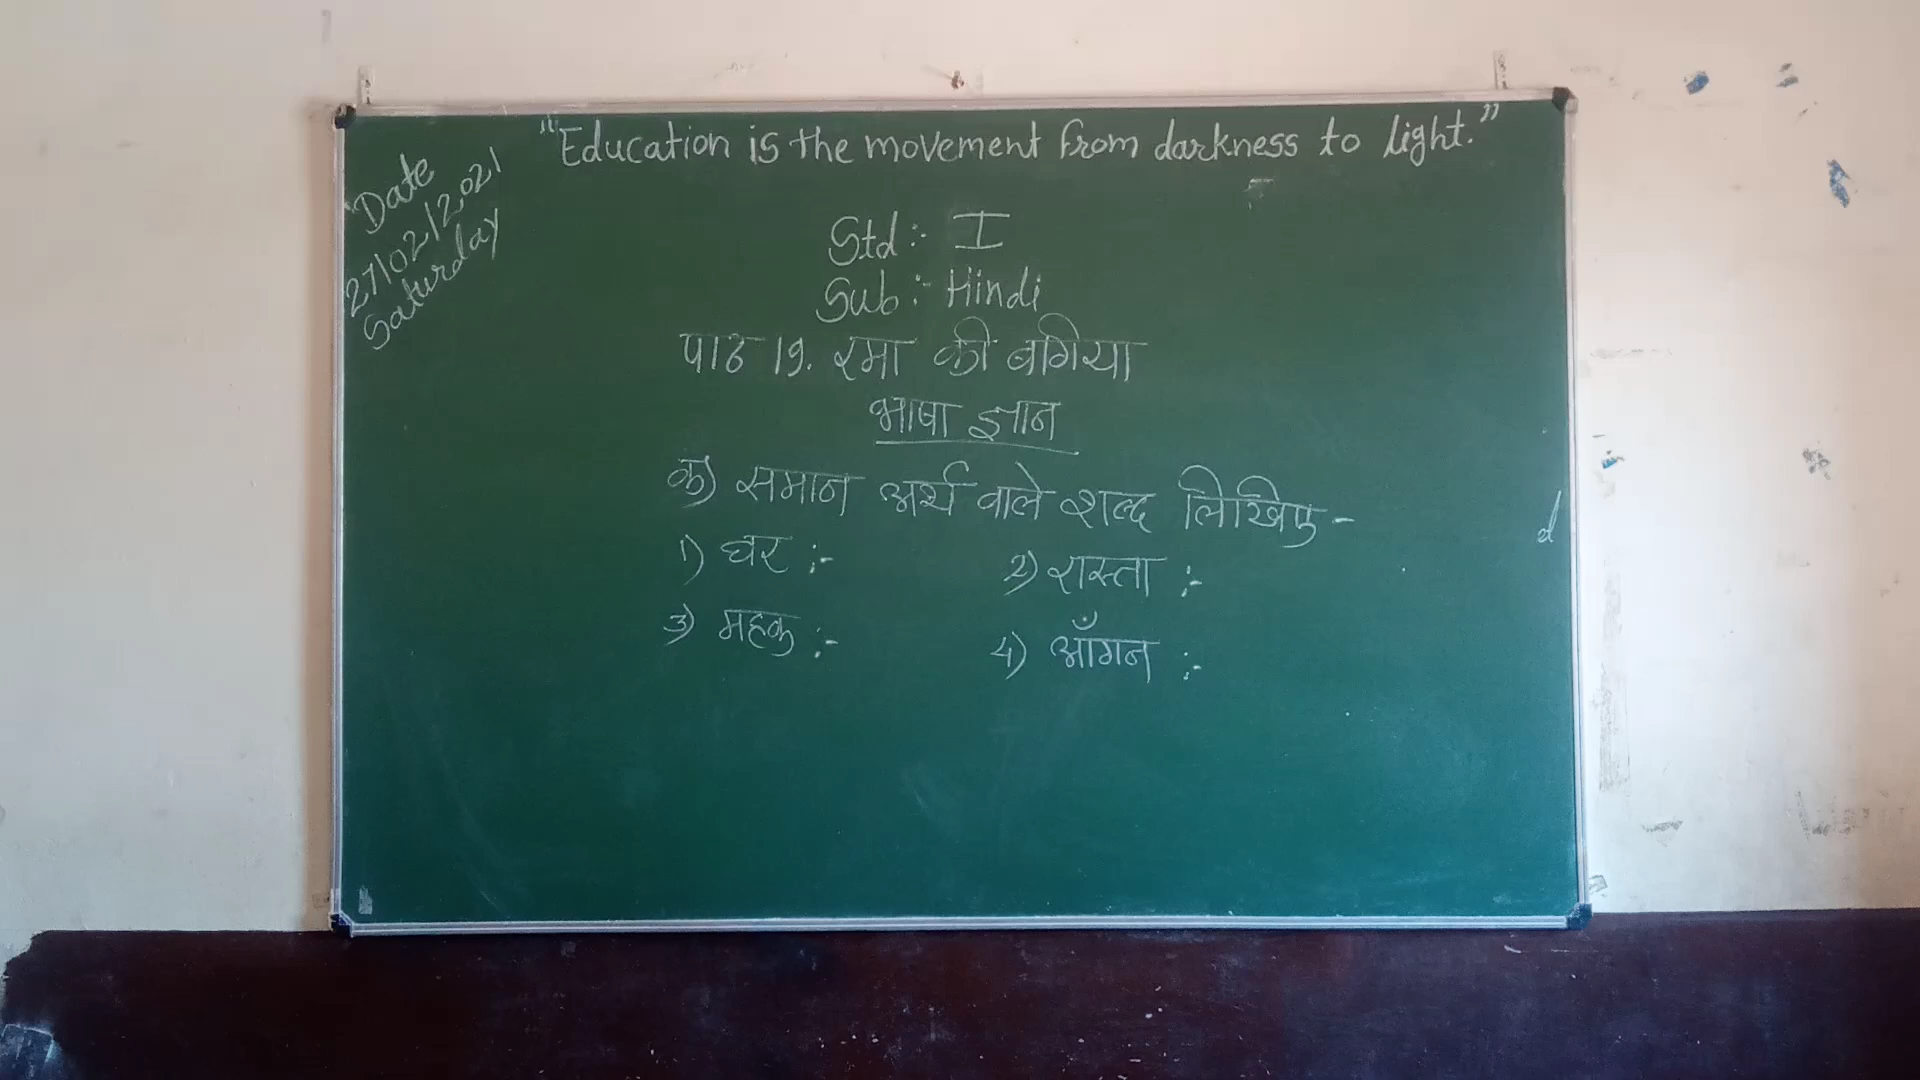 "Education is the movement from darkness to light."
Date
27/02/2021
Saturday
Std :- I
Sub :- Hindi
पाठ 19. रमा की बगिया
भाषा ज्ञान
क) समान अर्थ वाले शब्द लिखिए -
1) घर :- 2) रास्ता :-
3) महक :- 4) आँगन :-